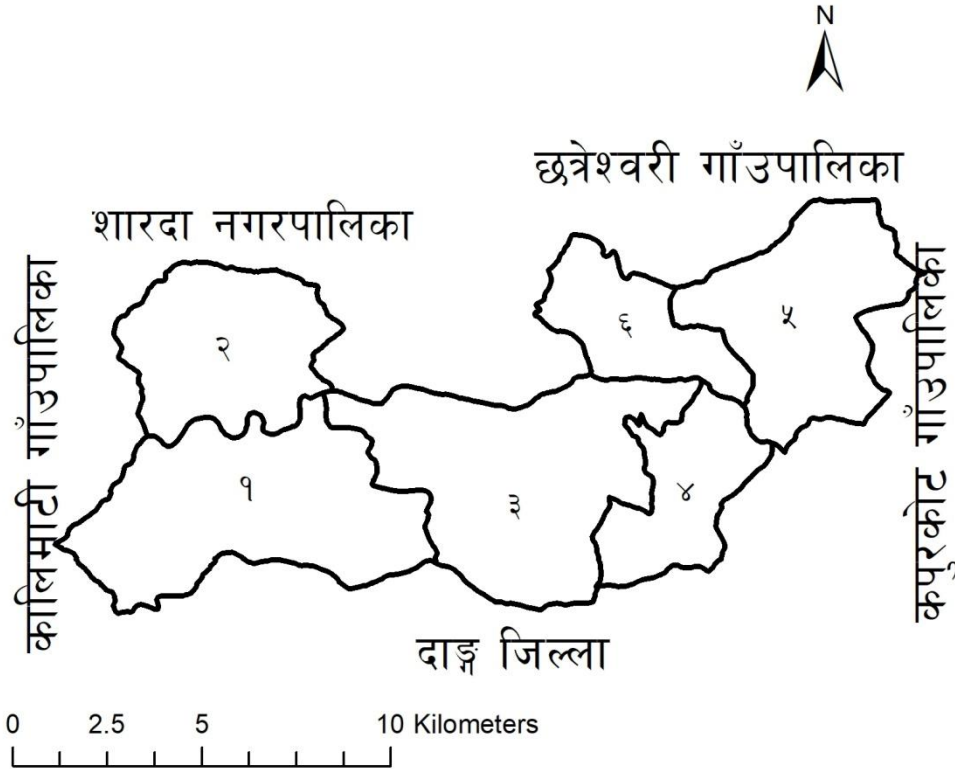 N
छत्रेश्वरी गाँउपालिका
शारदा नगरपालिका
कालिमाटी गाँउपालिका
कपुरकोट गाँउपालिका
२
६
५
१
३
४
दाङ्ग जिल्ला
0 2.5 5 10 Kilometers